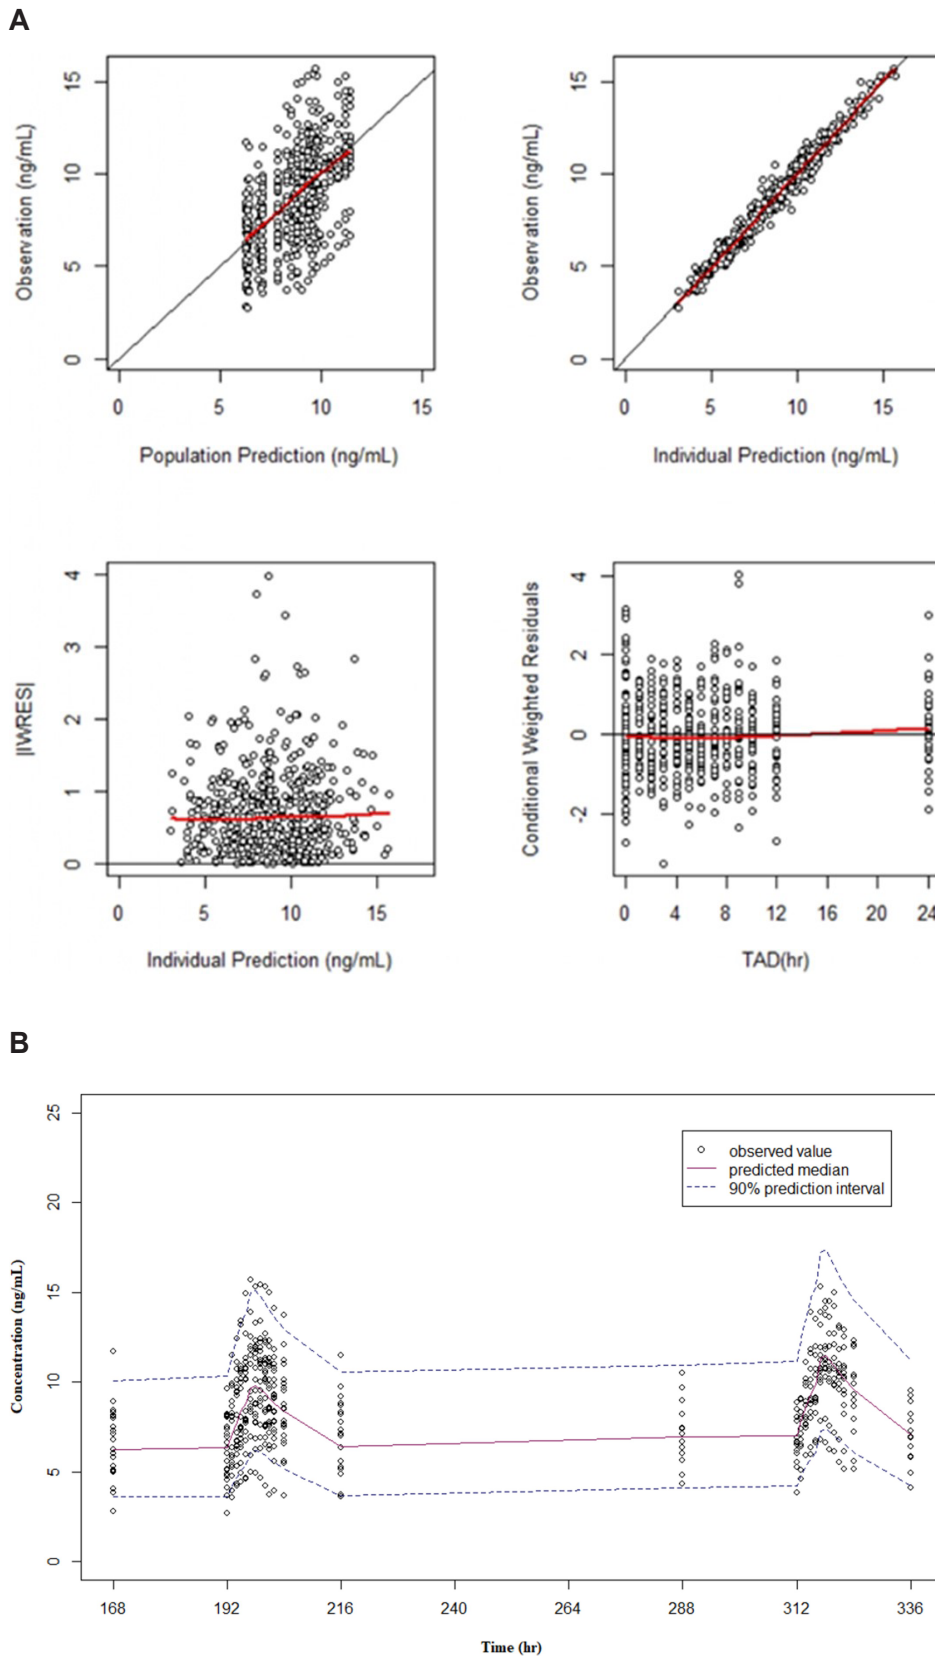 A
Observation (ng/mL)
0 5 10 15
0 5 10 15
Population Prediction (ng/mL)
Observation (ng/mL)
0 5 10 15
0 5 10 15
Individual Prediction (ng/mL)
|IWRES|
0 1 2 3 4
0 5 10 15
Individual Prediction (ng/mL)
Conditional Weighted Residuals
-2 0 2 4
0 4 8 12 16 20 24
TAD(hr)
B
Concentration (ng/mL)
0 5 10 15 20 25
observed value
predicted median
90% prediction interval
168 192 216 240 264 288 312 336
Time (hr)